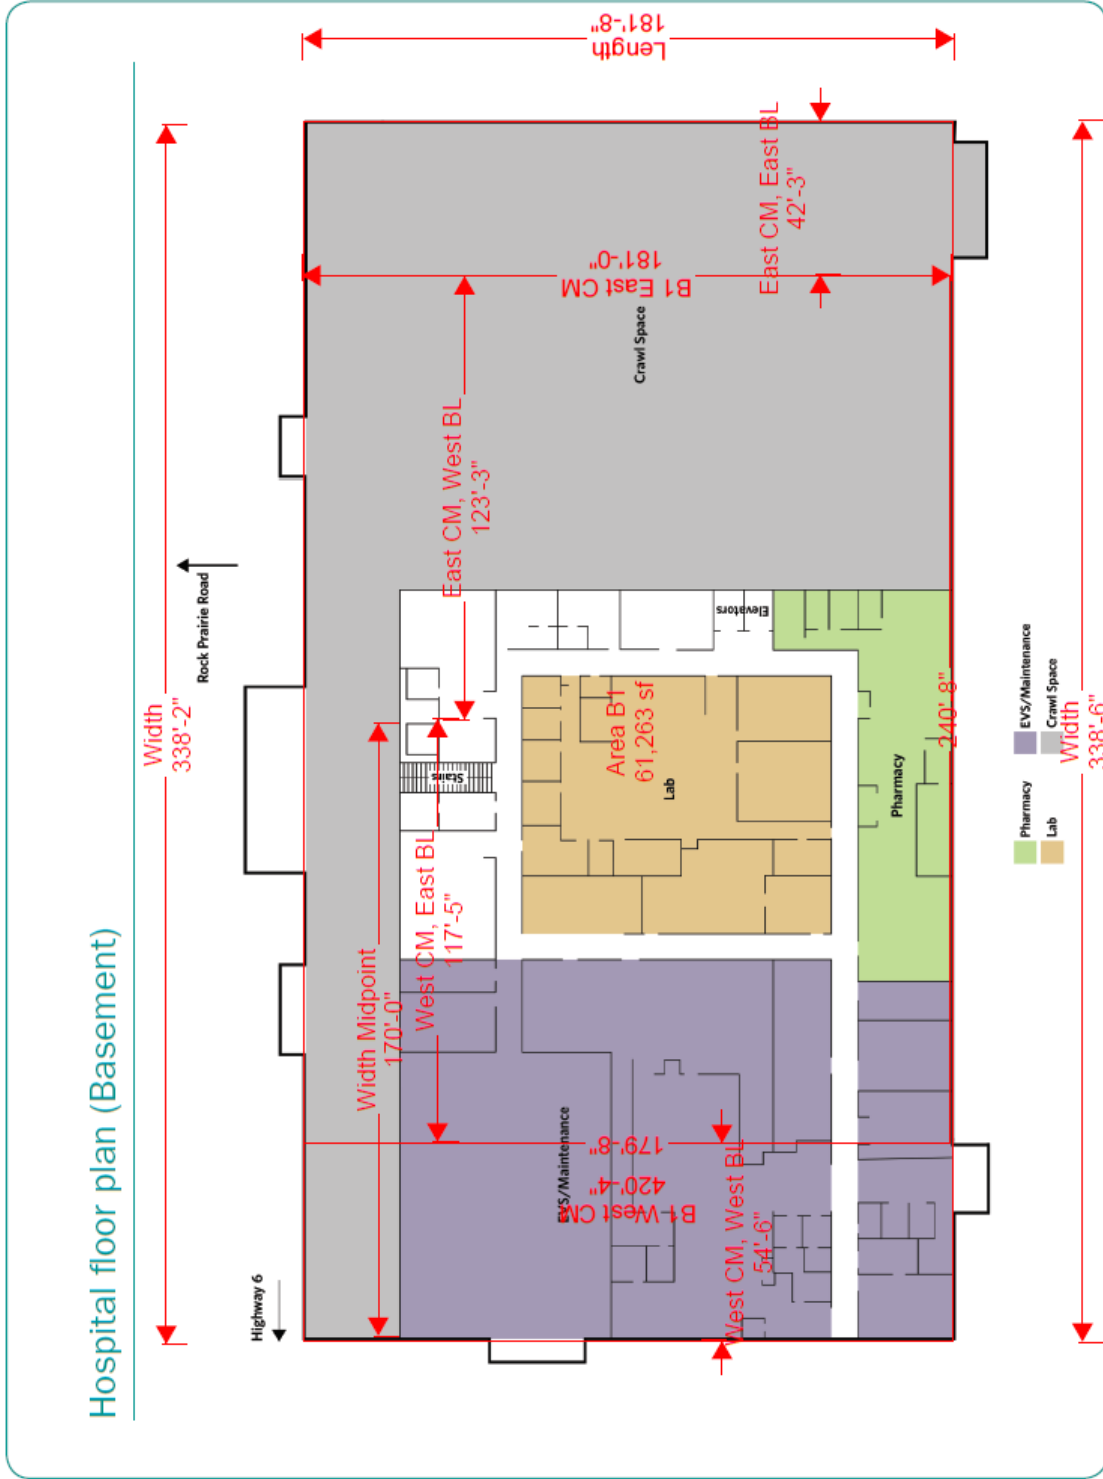 Hospital floor plan (Basement)
Length
181'-8"
Width
338'-2"
East CM, East BL
42'-3"
B1 East CM
181'-0"
Crawl Space
East CM, West BL
123'-3"
Rock Prairie Road
Elevators
Stairs
Area B1
61,263 sf
Lab
Pharmacy
240'-8"
West CM, East BL
117'-5"
Width Midpoint
170'-0"
EVS/Maintenance
179'-8"
420'-4"
B1 West CM
West CM, West BL
54'-6"
Highway 6
Pharmacy
EVS/Maintenance
Lab
Crawl Space
Width
338'-6"